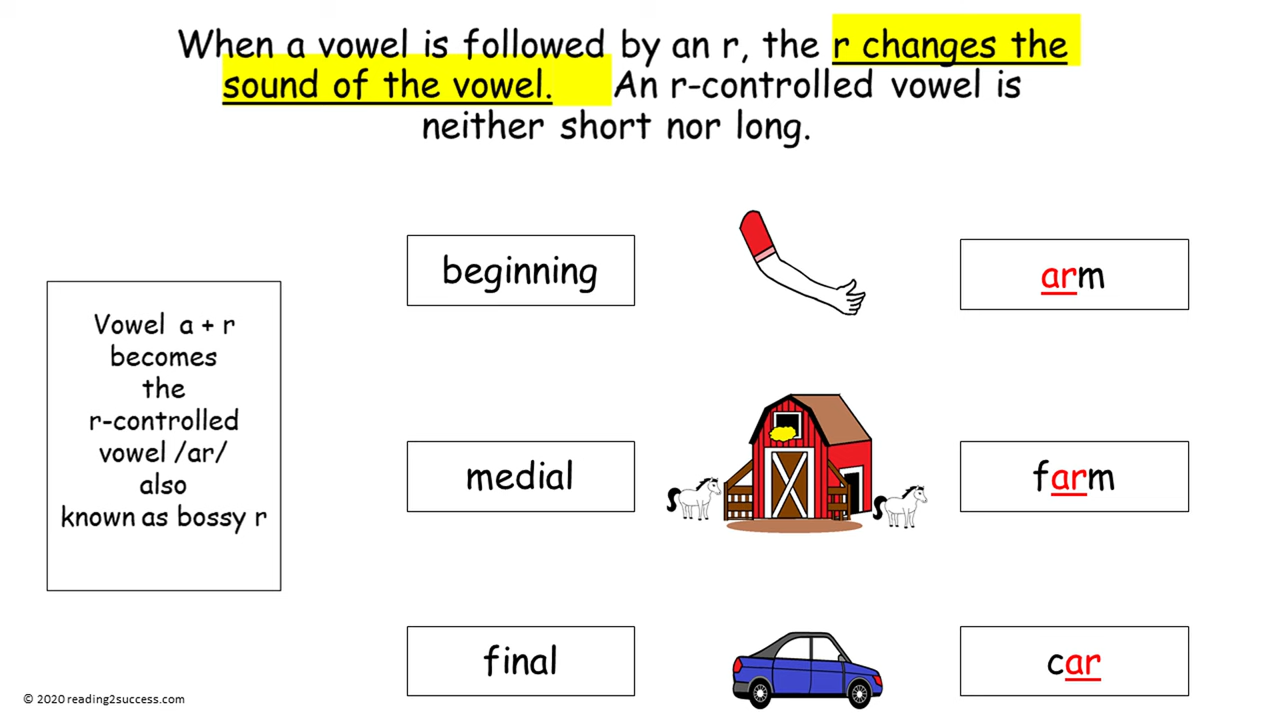 When a vowel is followed by an r, the r changes the
sound of the vowel. An r-controlled vowel is
neither short nor long.
Vowel a + r
becomes
the
r-controlled
vowel /ar/
also
known as bossy r
beginning
arm
medial
farm
final
car
© 2020 reading2success.com